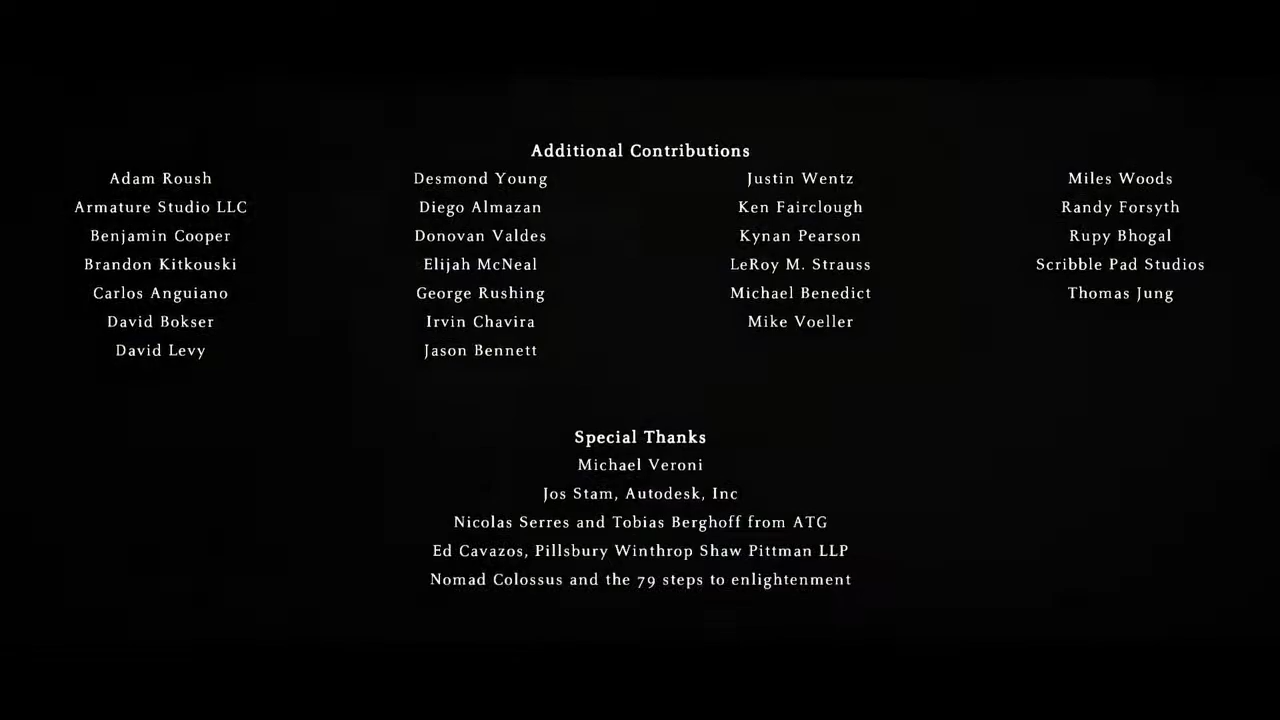 Additional Contributions
Adam Roush
Armature Studio LLC
Benjamin Cooper
Brandon Kitkouski
Carlos Anguiano
David Bokser
David Levy
Desmond Young
Diego Almazan
Donovan Valdes
Elijah McNeal
George Rushing
Irvin Chavira
Jason Bennett
Justin Wentz
Ken Fairclough
Kynan Pearson
LeRoy M. Strauss
Michael Benedict
Mike Voeller
Miles Woods
Randy Forsyth
Rupy Bhogal
Scribble Pad Studios
Thomas Jung
Special Thanks
Michael Veroni
Jos Stam, Autodesk, Inc
Nicolas Serres and Tobias Berghoff from ATG
Ed Cavazos, Pillsbury Winthrop Shaw Pittman LLP
Nomad Colossus and the 79 steps to enlightenment